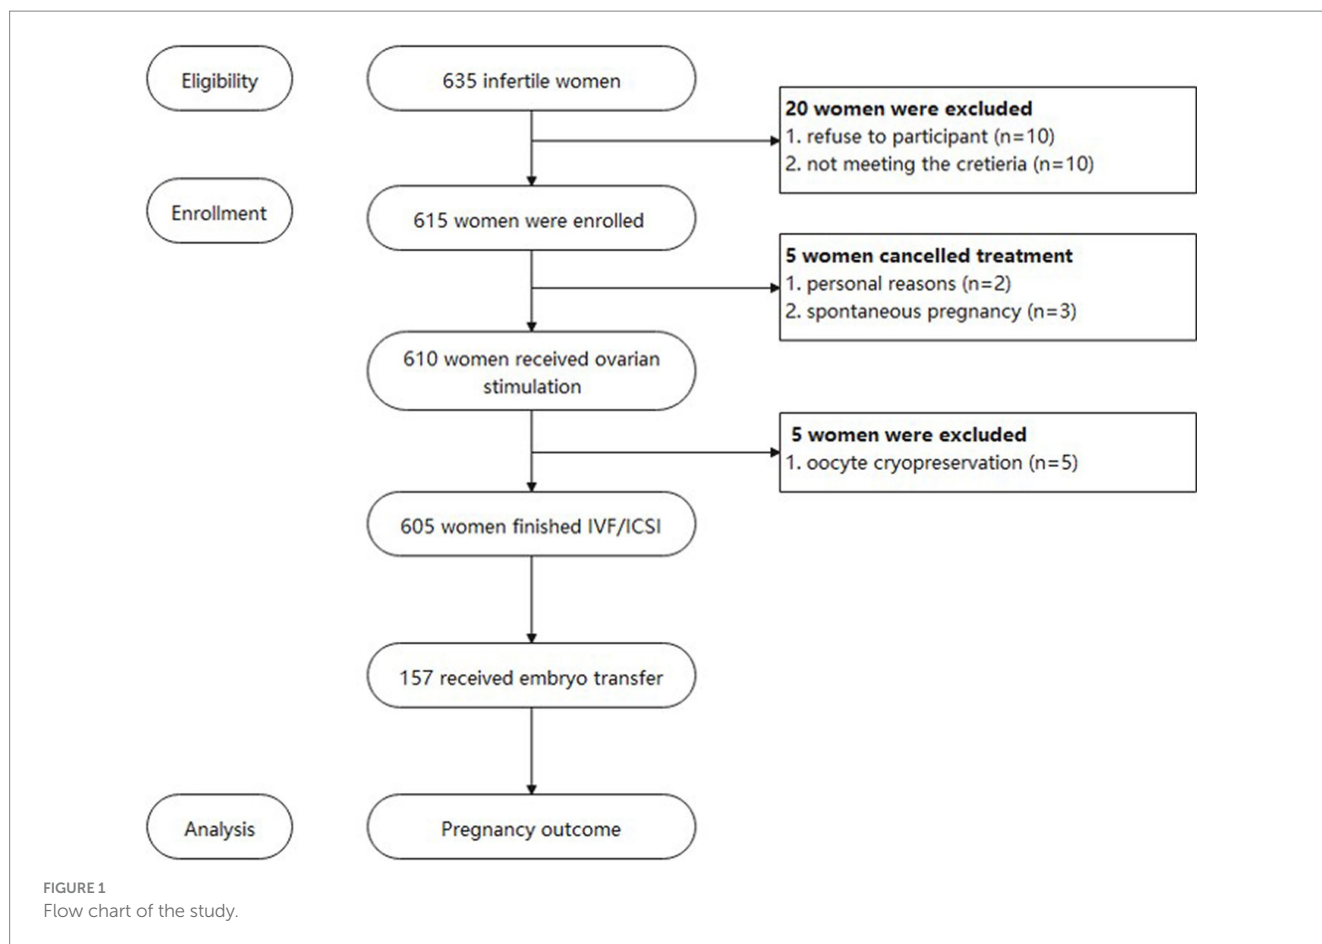 Eligibility
635 infertile women
20 women were excluded
1. refuse to participant (n=10)
2. not meeting the cretieria (n=10)
Enrollment
615 women were enrolled
5 women cancelled treatment
1. personal reasons (n=2)
2. spontaneous pregnancy (n=3)
610 women received ovarian
stimulation
5 women were excluded
1. oocyte cryopreservation (n=5)
605 women finished IVF/ICSI
157 received embryo transfer
Analysis
Pregnancy outcome
FIGURE 1
Flow chart of the study.